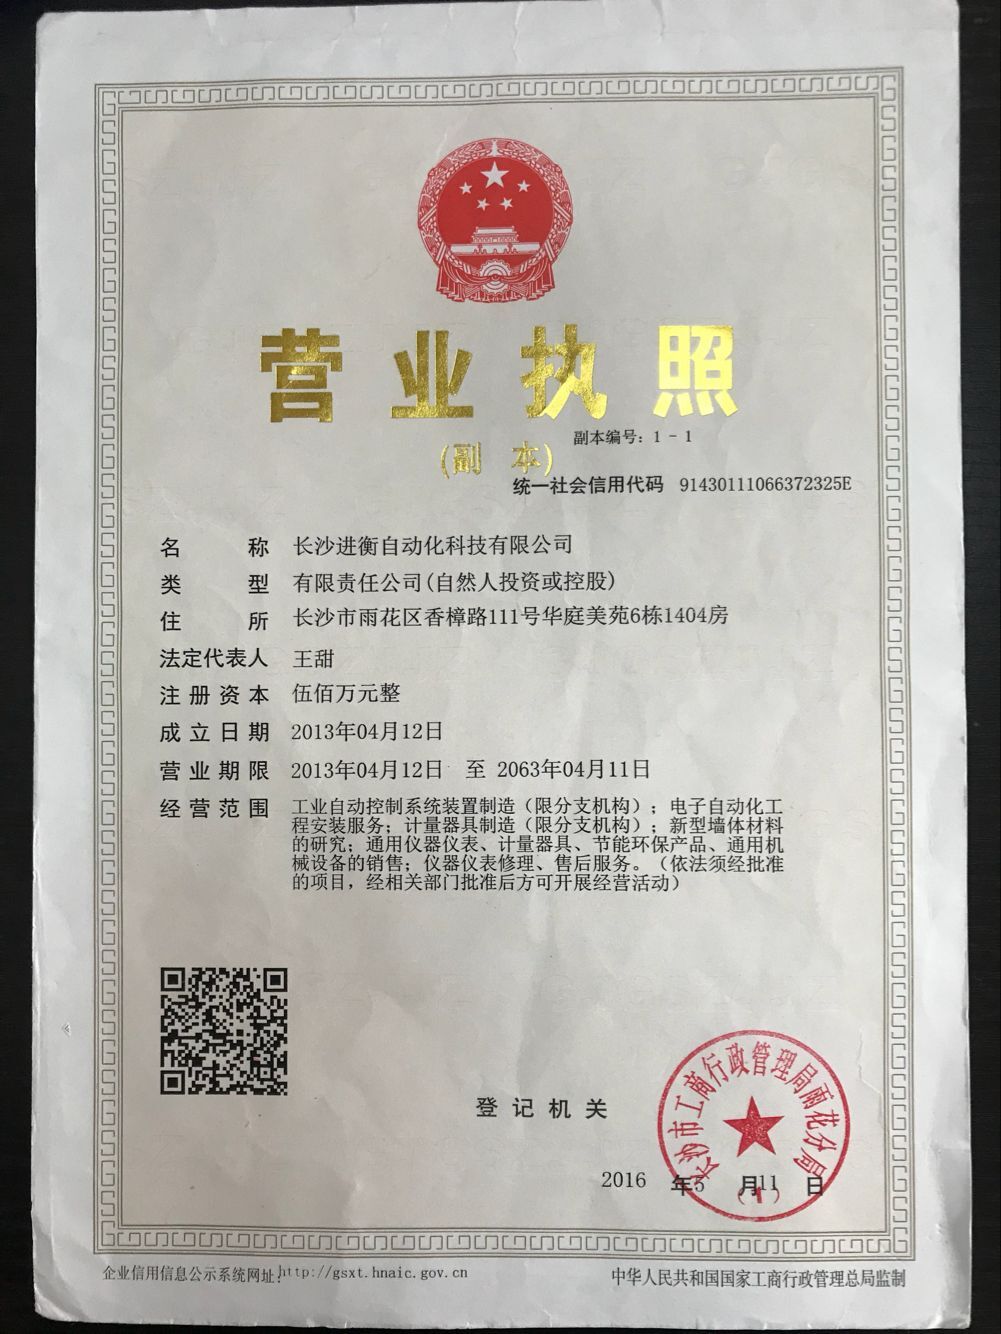 营业执照
副本编号：1－1
(副 本)
统一社会信用代码 91430111066372325E
名称 长沙进衡自动化科技有限公司
类型 有限责任公司(自然人投资或控股)
住所 长沙市雨花区香樟路111号华庭美苑6栋1404房
法定代表人 王甜
注册资本 伍佰万元整
成立日期 2013年04月12日
营业期限 2013年04月12日 至 2063年04月11日
经营范围 工业自动控制系统装置制造（限分支机构）；电子自动化工
程安装服务；计量器具制造（限分支机构）；新型墙体材料
的研究；通用仪器仪表、计量器具、节能环保产品、通用机
械设备的销售；仪器仪表修理、售后服务。（依法须经批准
的项目，经相关部门批准后方可开展经营活动）
长沙市工商行政管理局雨花分局
登记机关
2016 年5 月11 日
（1）
企业信用信息公示系统网址：http://gsxt.hnaic.gov.cn
中华人民共和国国家工商行政管理总局监制